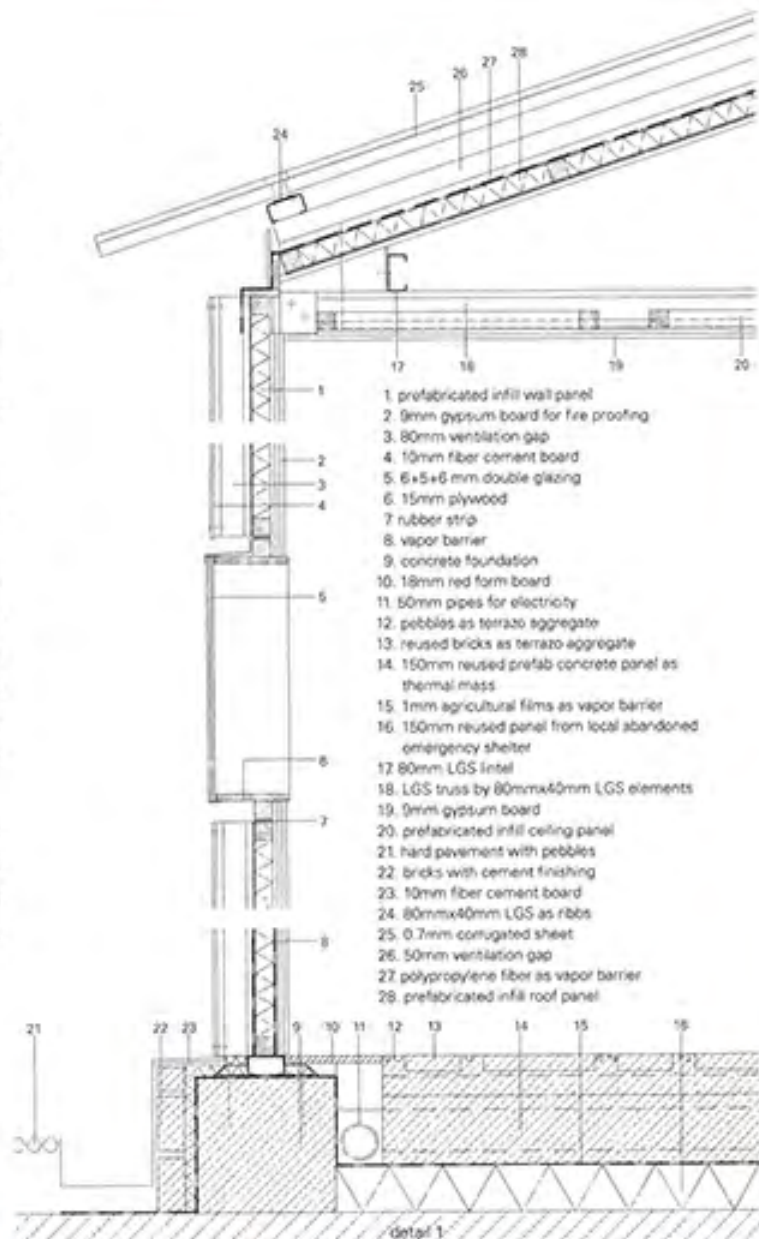 28
27
26
25
24
17
18
19
20
1
2
3
4
5
6
7
8
1. prefabricated infill wall panel
2. 9mm gypsum board for fire proofing
3. 80mm ventilation gap
4. 10mm fiber cement board
5. 6+5+6 mm double glazing
6. 15mm plywood
7 rubber strip
8. vapor barrier
9. concrete foundation
10. 18mm red form board
11. 50mm pipes for electricity
12. pebbles as terrazo aggregate
13. reused bricks as terrazo aggregate
14. 150mm reused prefab concrete panel as
thermal mass
15. 1mm agricultural films as vapor barrier
16. 150mm reused panel from local abandoned
emergency shelter
17. 80mm LGS lintel
18. LGS truss by 80mmx40mm LGS elements
19. 9mm gypsum board
20. prefabricated infill ceiling panel
21. hard pavement with pebbles
22. bricks with cement finishing
23. 10mm fiber cement board
24. 80mmx40mm LGS as ribbs
25. 0.7mm corrugated sheet
26. 50mm ventilation gap
27. polypropylene fiber as vapor barrier
28. prefabricated infill roof panel
21 22 23 9 10 11 12 13 14 15 16
detail 1